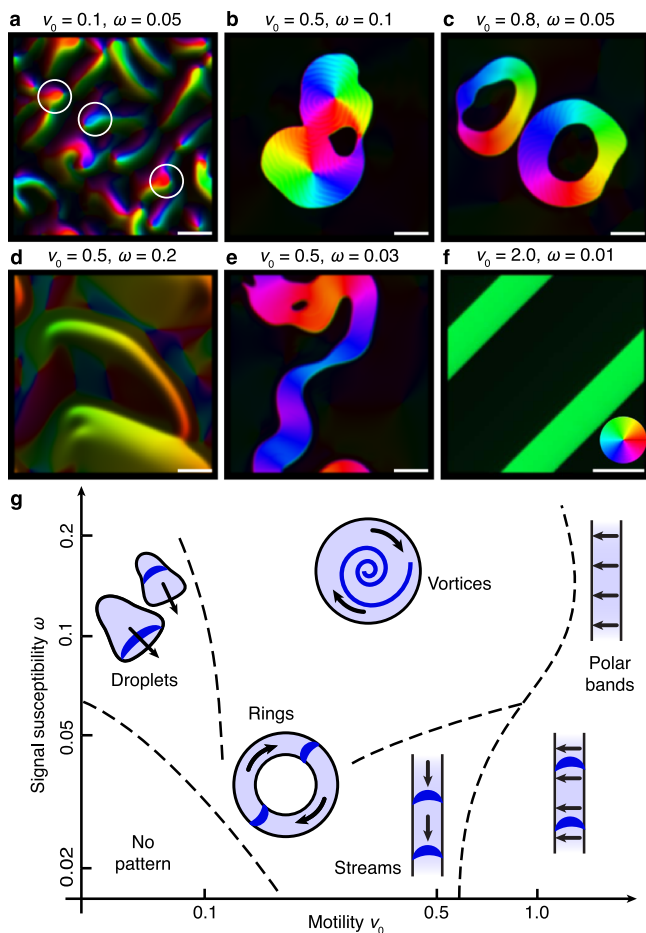 a v₀ = 0.1, ω = 0.05
b v₀ = 0.5, ω = 0.1
c v₀ = 0.8, ω = 0.05
d v₀ = 0.5, ω = 0.2
e v₀ = 0.5, ω = 0.03
f v₀ = 2.0, ω = 0.01
g
Signal susceptibility ω
0.2
0.1
0.05
0.02
Droplets
Vortices
Polar
bands
Rings
No
pattern
Streams
0.1
0.5
1.0
Motility v₀